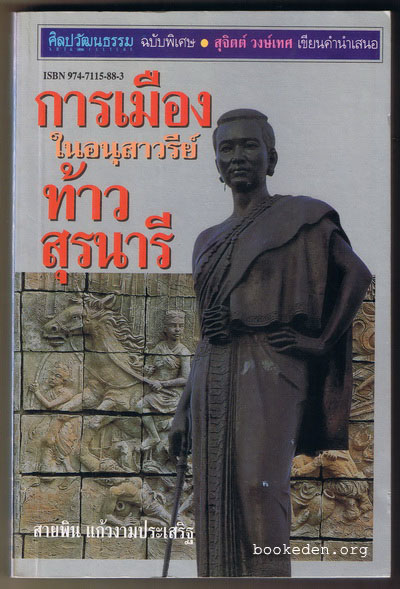 ศิลปวัฒนธรรม ฉบับพิเศษ • สุจิตต์ วงษ์เทศ เขียนคำนำเสนอ
ISBN 974-7115-88-3
การเมือง
ในอนุสาวรีย์
ท้าว
สุรนารี
สายพิน แก้วงามประเสริฐ
bookeden.org